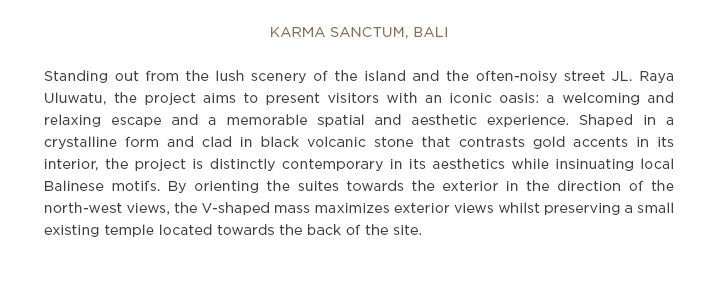 KARMA SANCTUM, BALI
Standing out from the lush scenery of the island and the often-noisy street JL. Raya
Uluwatu, the project aims to present visitors with an iconic oasis: a welcoming and
relaxing escape and a memorable spatial and aesthetic experience. Shaped in a
crystalline form and clad in black volcanic stone that contrasts gold accents in its
interior, the project is distinctly contemporary in its aesthetics while insinuating local
Balinese motifs. By orienting the suites towards the exterior in the direction of the
north-west views, the V-shaped mass maximizes exterior views whilst preserving a small
existing temple located towards the back of the site.